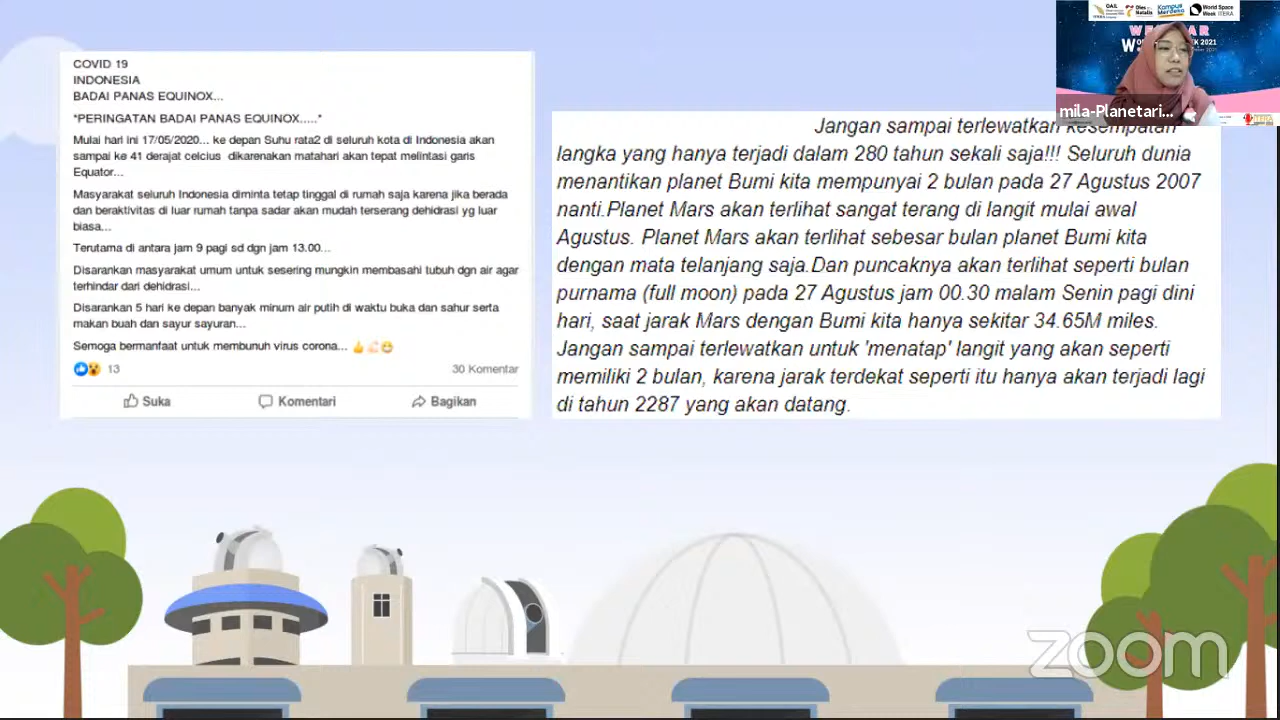 COVID 19
INDONESIA
BADAI PANAS EQUINOX...
*PERINGATAN BADAI PANAS EQUINOX.....*
Mulai hari ini 17/05/2020... ke depan Suhu rata2 di seluruh kota di Indonesia akan
sampai ke 41 derajat celcius dikarenakan matahari akan tepat melintasi garis
Equator...
Masyarakat seluruh Indonesia diminta tetap tinggal di rumah saja karena jika berada
dan beraktivitas di luar rumah tanpa sadar akan mudah terserang dehidrasi yg luar
biasa...
Terutama di antara jam 9 pagi sd dgn jam 13.00...
Disarankan masyarakat umum untuk sesering mungkin membasahi tubuh dgn air agar
terhindar dari dehidrasi...
Disarankan 5 hari ke depan banyak minum air putih di waktu buka dan sahur serta
makan buah dan sayur sayuran...
Semoga bermanfaat untuk membunuh virus corona...
13
30 Komentar
Suka
Komentari
Bagikan
Jangan sampai terlewatkan kesempatan
langka yang hanya terjadi dalam 280 tahun sekali saja!!! Seluruh dunia
menantikan planet Bumi kita mempunyai 2 bulan pada 27 Agustus 2007
nanti.Planet Mars akan terlihat sangat terang di langit mulai awal
Agustus. Planet Mars akan terlihat sebesar bulan planet Bumi kita
dengan mata telanjang saja.Dan puncaknya akan terlihat seperti bulan
purnama (full moon) pada 27 Agustus jam 00.30 malam Senin pagi dini
hari, saat jarak Mars dengan Bumi kita hanya sekitar 34.65M miles.
Jangan sampai terlewatkan untuk 'menatap' langit yang akan seperti
memiliki 2 bulan, karena jarak terdekat seperti itu hanya akan terjadi lagi
di tahun 2287 yang akan datang.
OAIL
Dies
Natalis
Kampus
Merdeka
World Space
Week ITERA
2021
mila-Planetari...
zoom